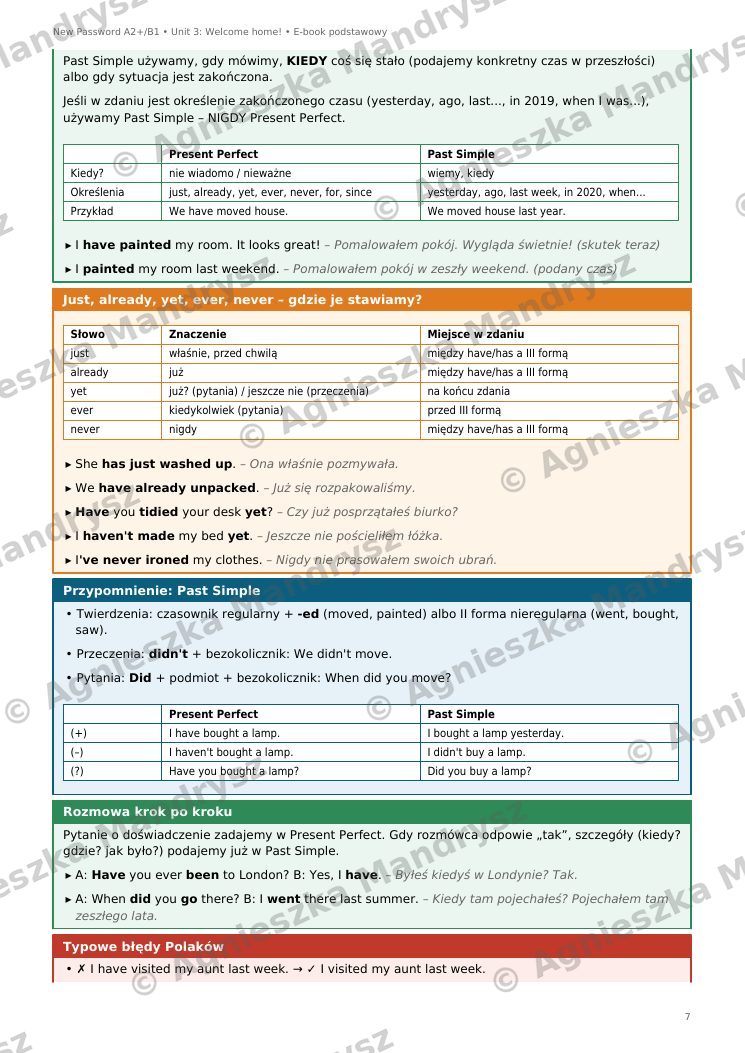 New Password A2+/B1 • Unit 3: Welcome home! • E-book podstawowy
Past Simple używamy, gdy mówimy, KIEDY coś się stało (podajemy konkretny czas w przeszłości)
albo gdy sytuacja jest zakończona.
Jeśli w zdaniu jest określenie zakończonego czasu (yesterday, ago, last..., in 2019, when I was...),
używamy Past Simple – NIGDY Present Perfect.
Present Perfect Past Simple
Kiedy? nie wiadomo / nieważne wiemy, kiedy
Określenia just, already, yet, ever, never, for, since yesterday, ago, last week, in 2020, when...
Przykład We have moved house. We moved house last year.
▸ I have painted my room. It looks great! – Pomalowałem pokój. Wygląda świetnie! (skutek teraz)
▸ I painted my room last weekend. – Pomalowałem pokój w zeszły weekend. (podany czas)
Just, already, yet, ever, never – gdzie je stawiamy?
Słowo Znaczenie Miejsce w zdaniu
just właśnie, przed chwilą między have/has a III formą
already już między have/has a III formą
yet już? (pytania) / jeszcze nie (przeczenia) na końcu zdania
ever kiedykolwiek (pytania) przed III formą
never nigdy między have/has a III formą
▸ She has just washed up. – Ona właśnie pozmywała.
▸ We have already unpacked. – Już się rozpakowaliśmy.
▸ Have you tidied your desk yet? – Czy już posprzątałeś biurko?
▸ I haven't made my bed yet. – Jeszcze nie pościeliłem łóżka.
▸ I've never ironed my clothes. – Nigdy nie prasowałem swoich ubrań.
Przypomnienie: Past Simple
• Twierdzenia: czasownik regularny + -ed (moved, painted) albo II forma nieregularna (went, bought,
saw).
• Przeczenia: didn't + bezokolicznik: We didn't move.
• Pytania: Did + podmiot + bezokolicznik: When did you move?
Present Perfect Past Simple
(+) I have bought a lamp. I bought a lamp yesterday.
(–) I haven't bought a lamp. I didn't buy a lamp.
(?) Have you bought a lamp? Did you buy a lamp?
Rozmowa krok po kroku
Pytanie o doświadczenie zadajemy w Present Perfect. Gdy rozmówca odpowie „tak”, szczegóły (kiedy?
gdzie? jak było?) podajemy już w Past Simple.
▸ A: Have you ever been to London? B: Yes, I have. – Byłeś kiedyś w Londynie? Tak.
▸ A: When did you go there? B: I went there last summer. – Kiedy tam pojechałeś? Pojechałem tam
zeszłego lata.
Typowe błędy Polaków
• ✗ I have visited my aunt last week. → ✓ I visited my aunt last week.
7
© Agnieszka Mandrysz